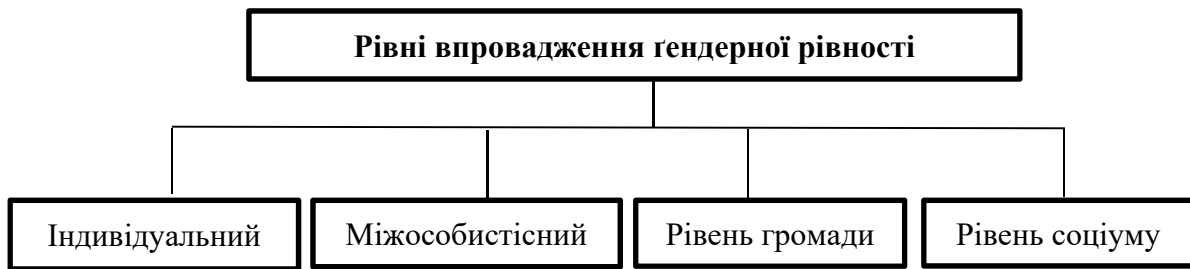 Рівні впровадження ґендерної рівності
Індивідуальний
Міжособистісний
Рівень громади
Рівень соціуму